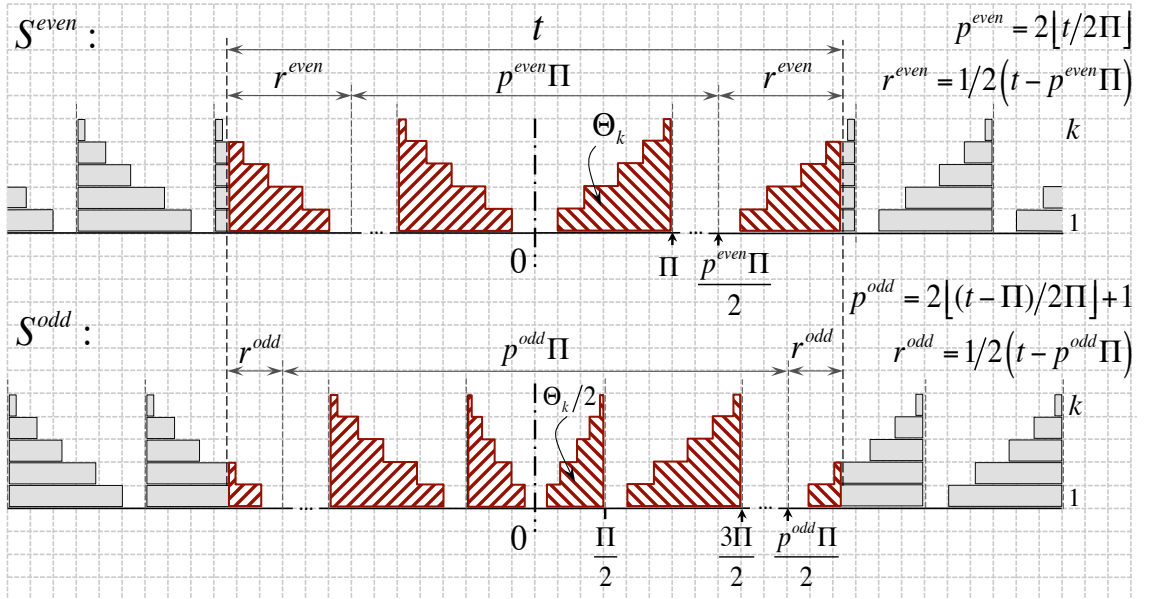 S^{even} :
t
p^{even} = 2⌊t/2Π⌋
r^{even} = 1/2(t − p^{even}Π)
r^{even}
p^{even}Π
r^{even}
Θ_k
k
1
...
...
0
Π
p^{even}Π
2
S^{odd} :
p^{odd} = 2⌊(t − Π)/2Π⌋ + 1
r^{odd} = 1/2(t − p^{odd}Π)
r^{odd}
p^{odd}Π
r^{odd}
Θ_k/2
k
1
...
...
0
Π
2
3Π
2
p^{odd}Π
2